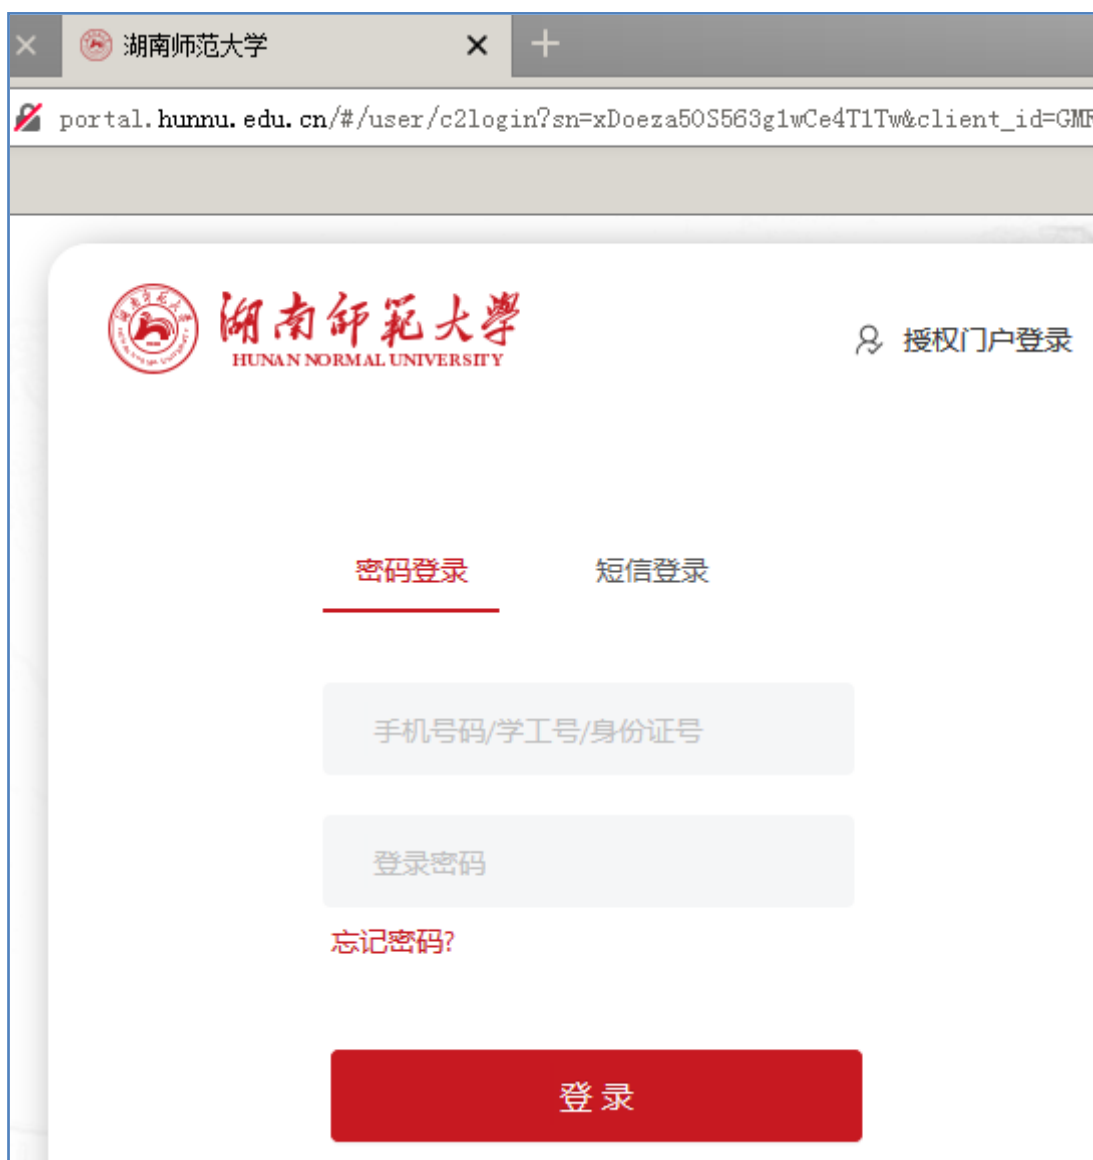 湖南师范大学
portal.hunnu.edu.cn/#/user/c2login?sn=xDoeza50S563g1wCe4T1Tw&client_id=GM
湖南師範大學
HUNAN NORMAL UNIVERSITY
授权门户登录
密码登录 短信登录
手机号码/学工号/身份证号
登录密码
忘记密码?
登录